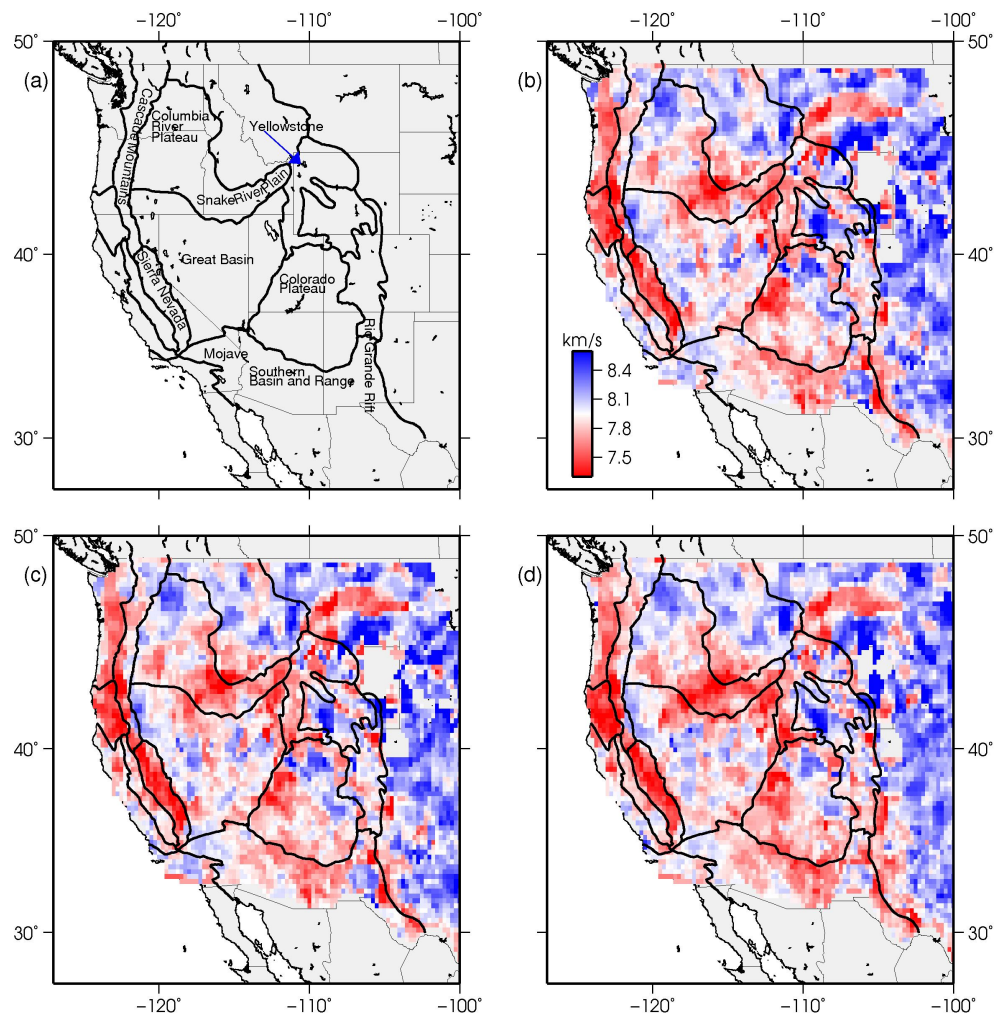 −120˚ −110˚ −100˚ −120˚ −110˚ −100˚
50˚ 50˚
(a) (b)
Cascade Mountains
Columbia
River
Plateau
Yellowstone
Snake River Plain
40˚ 40˚
Great Basin
Sierra Nevada
Colorado
Plateau
Rio Grande Rift
Mojave
Southern
Basin and Range
km/s
8.4
8.1
7.8
7.5
30˚ 30˚
50˚ 50˚
(c) (d)
40˚ 40˚
30˚ 30˚
−120˚ −110˚ −100˚ −120˚ −110˚ −100˚